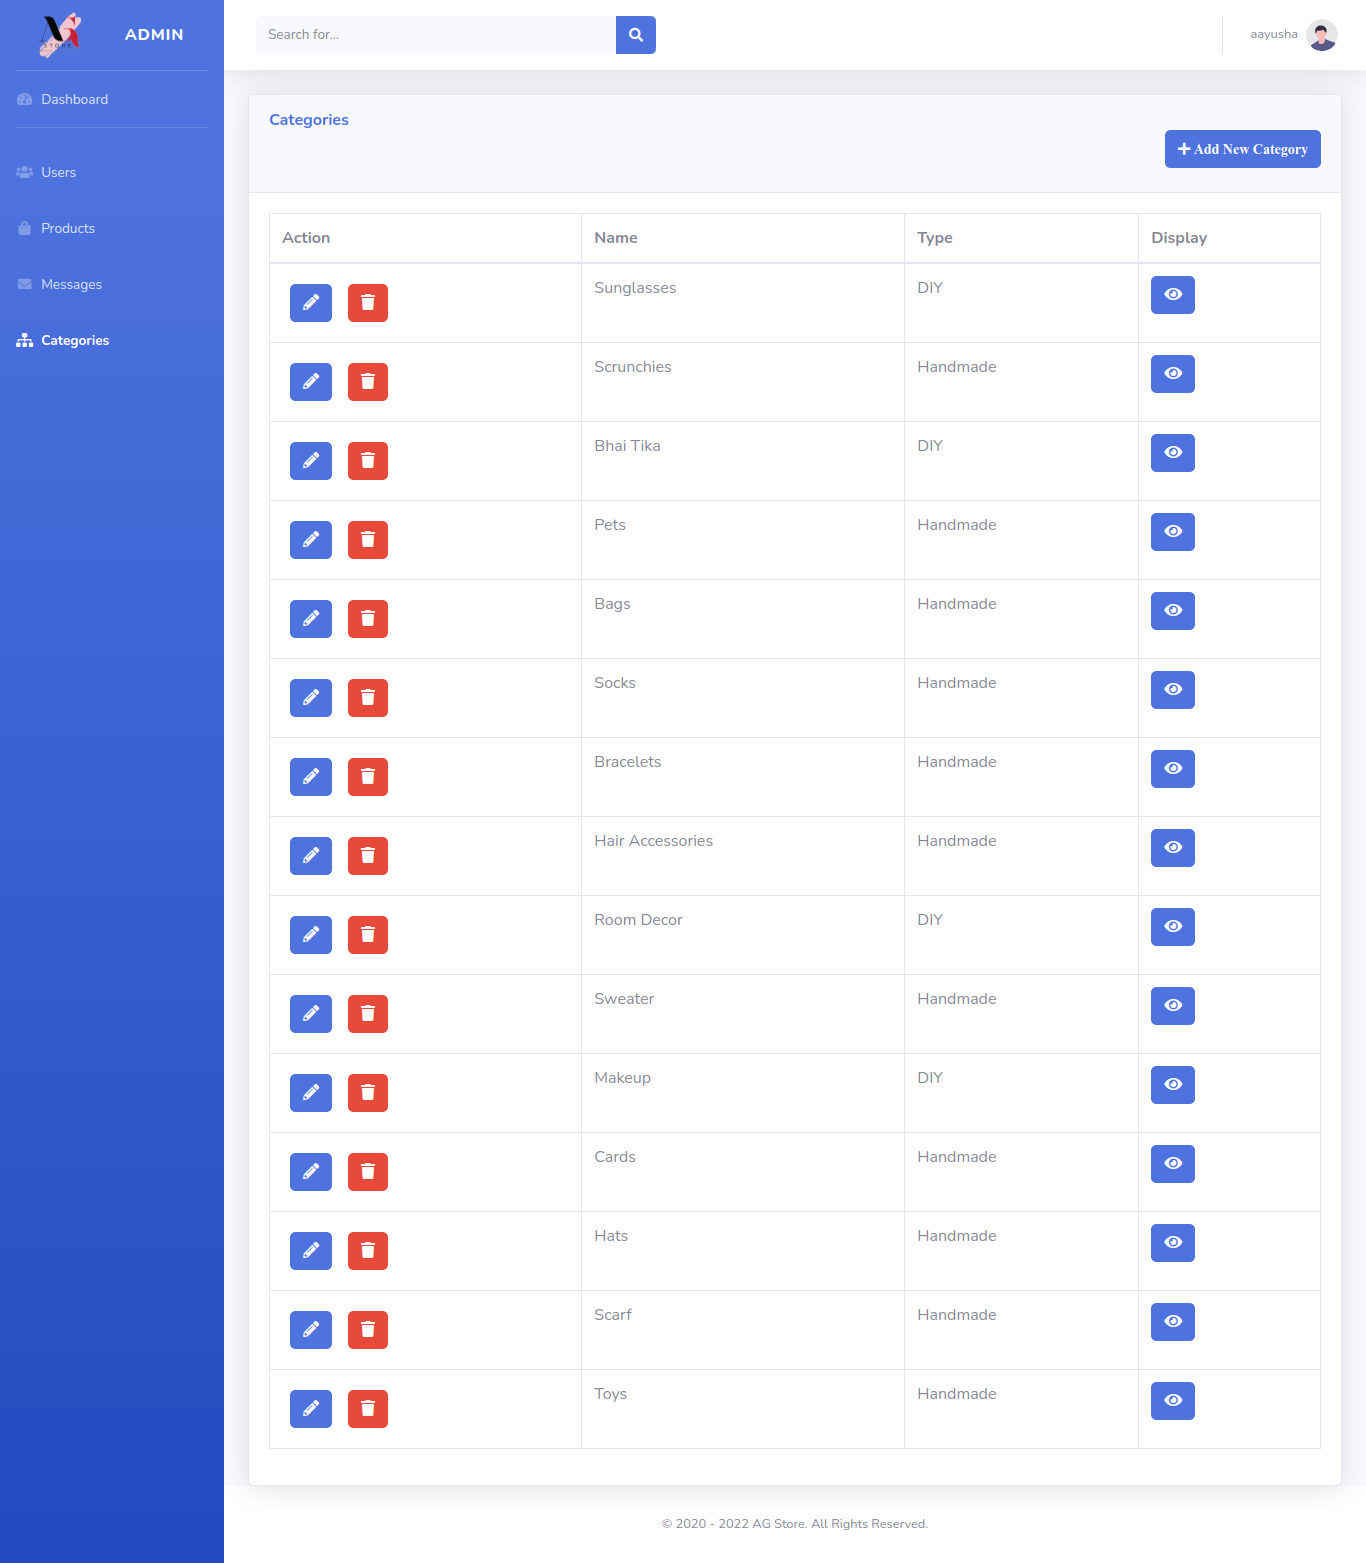 ADMIN
Search for...
aayusha
Dashboard
Users
Products
Messages
Categories
Categories
Add New Category
Action Name Type Display
Sunglasses DIY
Scrunchies Handmade
Bhai Tika DIY
Pets Handmade
Bags Handmade
Socks Handmade
Bracelets Handmade
Hair Accessories Handmade
Room Decor DIY
Sweater Handmade
Makeup DIY
Cards Handmade
Hats Handmade
Scarf Handmade
Toys Handmade
© 2020 - 2022 AG Store. All Rights Reserved.